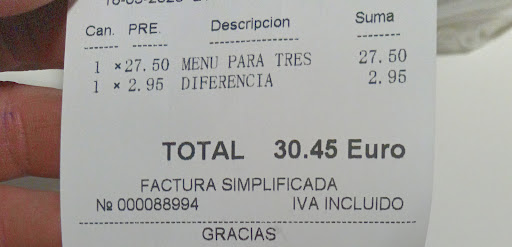 Can. PRE. Descripcion Suma
1 ×27.50 MENU PARA TRES 27.50
1 ×2.95 DIFERENCIA 2.95
TOTAL 30.45 Euro
FACTURA SIMPLIFICADA
№ 000088994 IVA INCLUIDO
GRACIAS